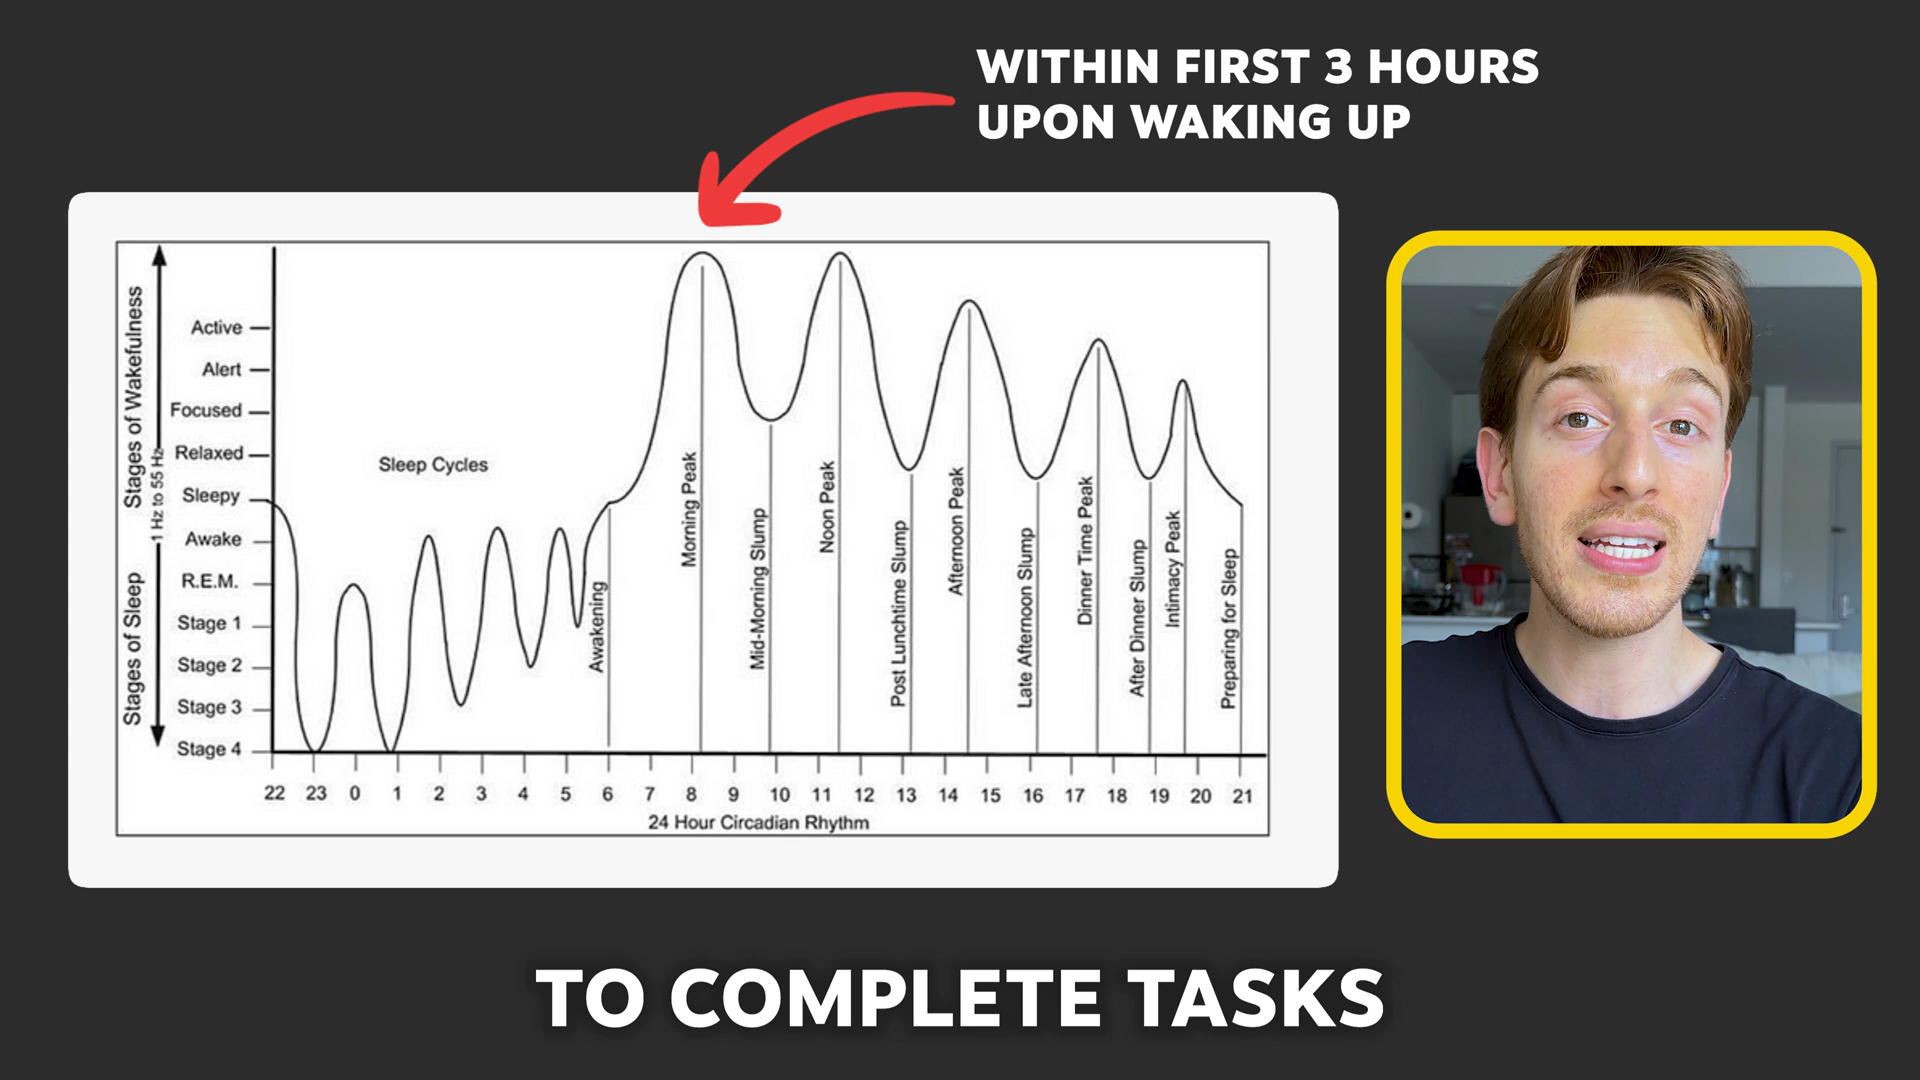 WITHIN FIRST 3 HOURS
UPON WAKING UP
Stages of Wakefulness
1 Hz to 55 Hz
Stages of Sleep
Active
Alert
Focused
Relaxed
Sleepy
Awake
R.E.M.
Stage 1
Stage 2
Stage 3
Stage 4
Sleep Cycles
Awakening
Morning Peak
Mid-Morning Slump
Noon Peak
Post Lunchtime Slump
Afternoon Peak
Late Afternoon Slump
Dinner Time Peak
After Dinner Slump
Intimacy Peak
Preparing for Sleep
22 23 0 1 2 3 4 5 6 7 8 9 10 11 12 13 14 15 16 17 18 19 20 21
24 Hour Circadian Rhythm
TO COMPLETE TASKS